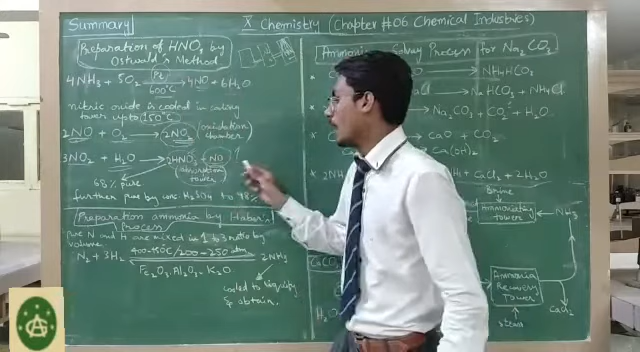 Summary
X Chemistry (Chapter #06 Chemical Industries)
Preparation of HNO3 by
Ostwald's Method
4NH3 + 5O2 Pt 600°C 4NO + 6H2O
nitric oxide is cooled in cooling
tower upto 150°C
2NO + O2 → 2NO2 (oxidation
chamber)
3NO2 + H2O → 2HNO3 + NO
(absorption
tower)
68% pure
further pure by conc. H2SO4 to 98%
Preparation ammonia by Haber's
Process
pure N and H are mixed in 1 to 3 ratio by
volume.
N2 + 3H2 400-450°C/200-250 atm 2NH3
Fe2O3.Al2O3-K2O
cooled to liquify
& obtain.
Solvay Process for Na2CO3
→ NH4HCO3
→ NaHCO3 + NH4Cl
→ Na2CO3 + CO2 + H2O
CaO + CO2
Ca(OH)2
2NH + CaCl2 + 2H2O
Brine
Ammoniating
tower
NH3
Ammonia
Recovery
Tower
CaCl2
steam
H2O